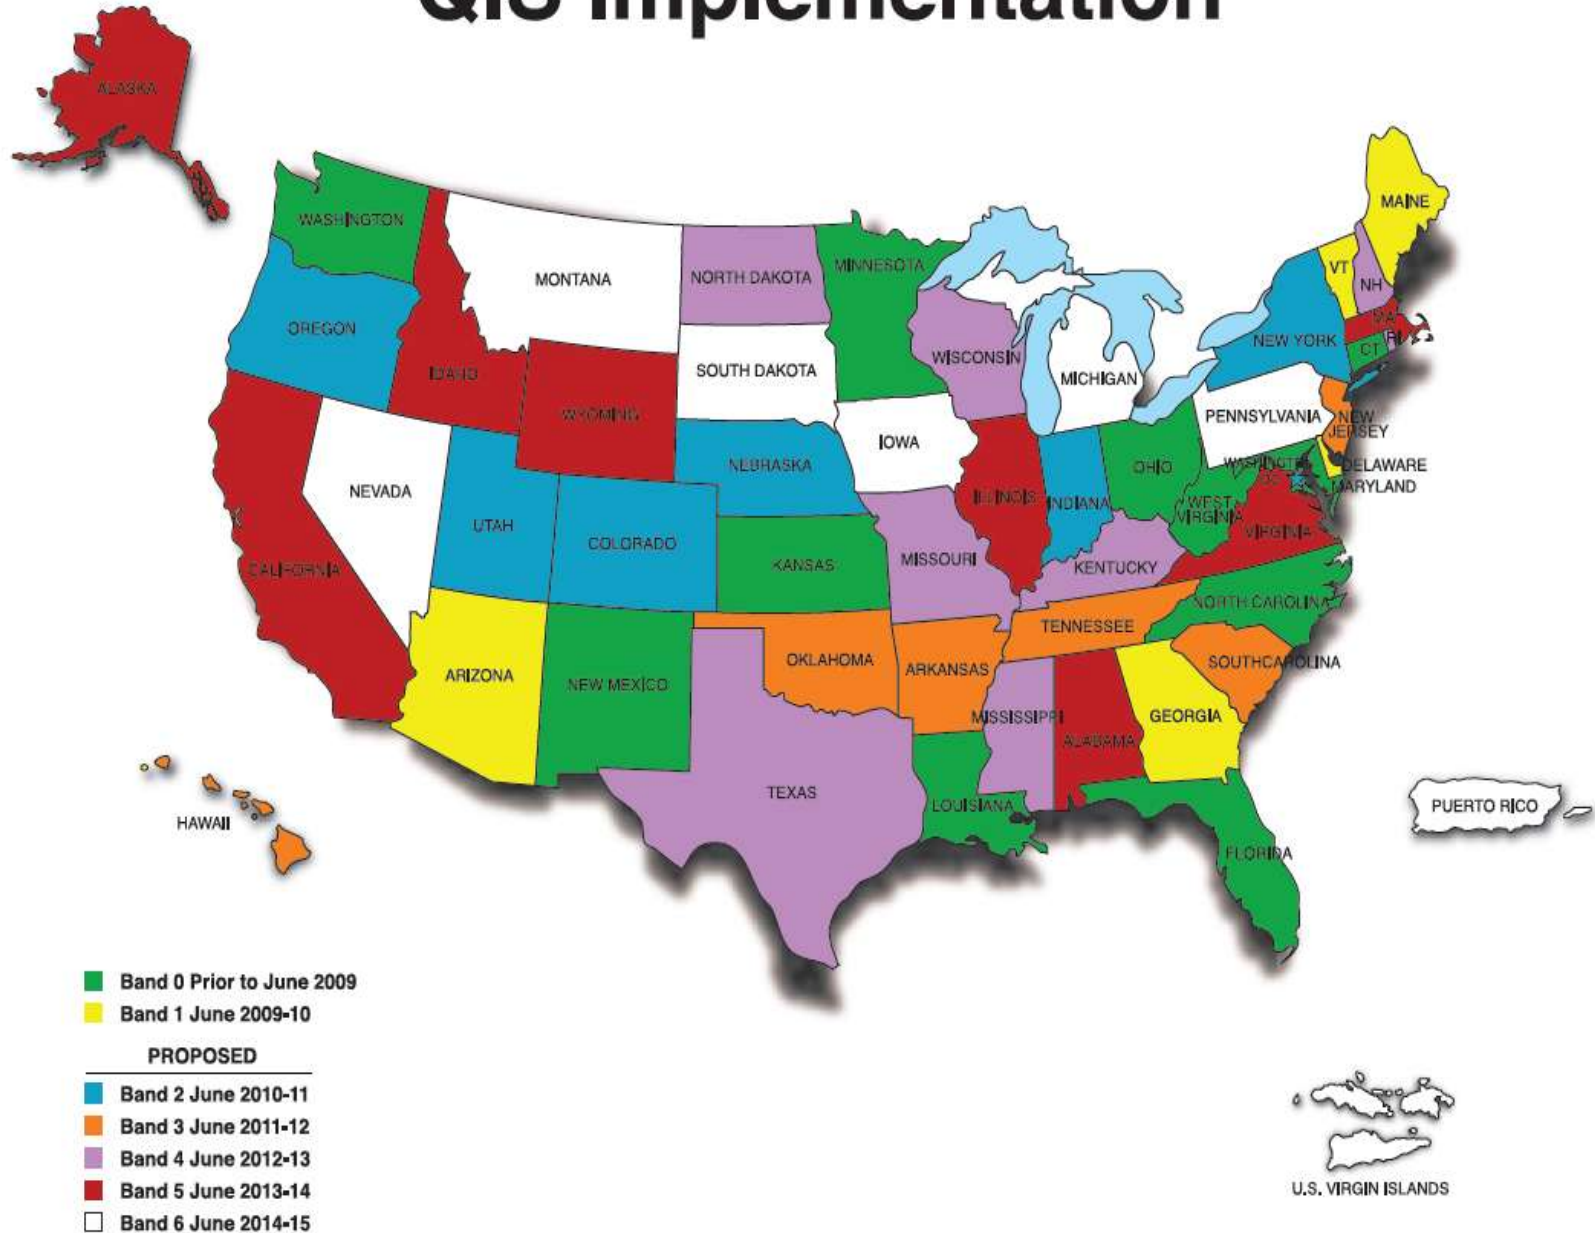 QIS Implementation
ALASKA
WASHINGTON
MONTANA
NORTH DAKOTA
MINNESOTA
MAINE
VT
NH
OREGON
IDAHO
WYOMING
SOUTH DAKOTA
WISCONSIN
MICHIGAN
NEW YORK
MA
RI
CT
PENNSYLVANIA
NEW
JERSEY
NEVADA
UTAH
COLORADO
NEBRASKA
IOWA
ILLINOIS
INDIANA
OHIO
WASHINGTON
DC
DELAWARE
MARYLAND
WEST
VIRGINIA
VIRGINIA
CALIFORNIA
KANSAS
MISSOURI
KENTUCKY
NORTH CAROLINA
TENNESSEE
SOUTHCAROLINA
ARIZONA
NEW MEXICO
OKLAHOMA
ARKANSAS
MISSISSIPPI
ALABAMA
GEORGIA
TEXAS
LOUISIANA
FLORIDA
HAWAII
PUERTO RICO
Band 0 Prior to June 2009
Band 1 June 2009-10
PROPOSED
Band 2 June 2010-11
Band 3 June 2011-12
Band 4 June 2012-13
Band 5 June 2013-14
Band 6 June 2014-15
U.S. VIRGIN ISLANDS